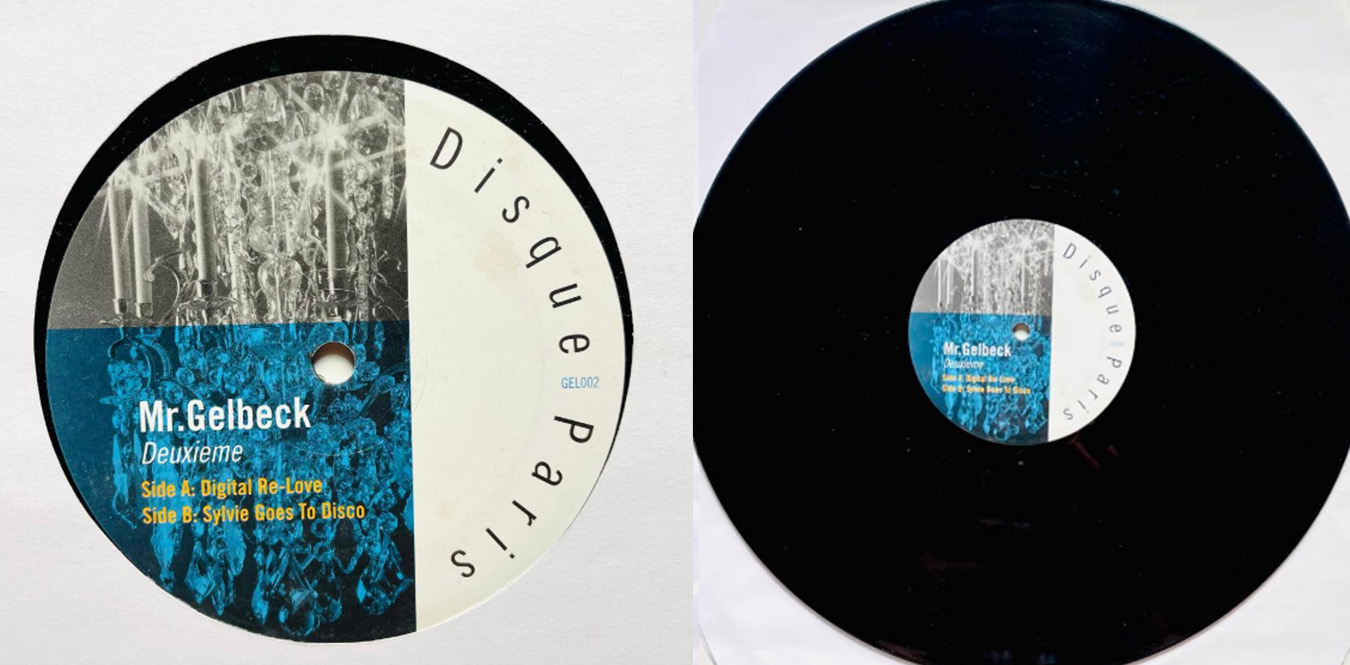 Disque Paris
GEL002
Mr.Gelbeck
Deuxième
Side A: Digital Re-Love
Side B: Sylvie Goes To Disco
Disque Paris
Mr.Gelbeck
Deuxième
Side A: Digital Re-Love
Side B: Sylvie Goes To Disco